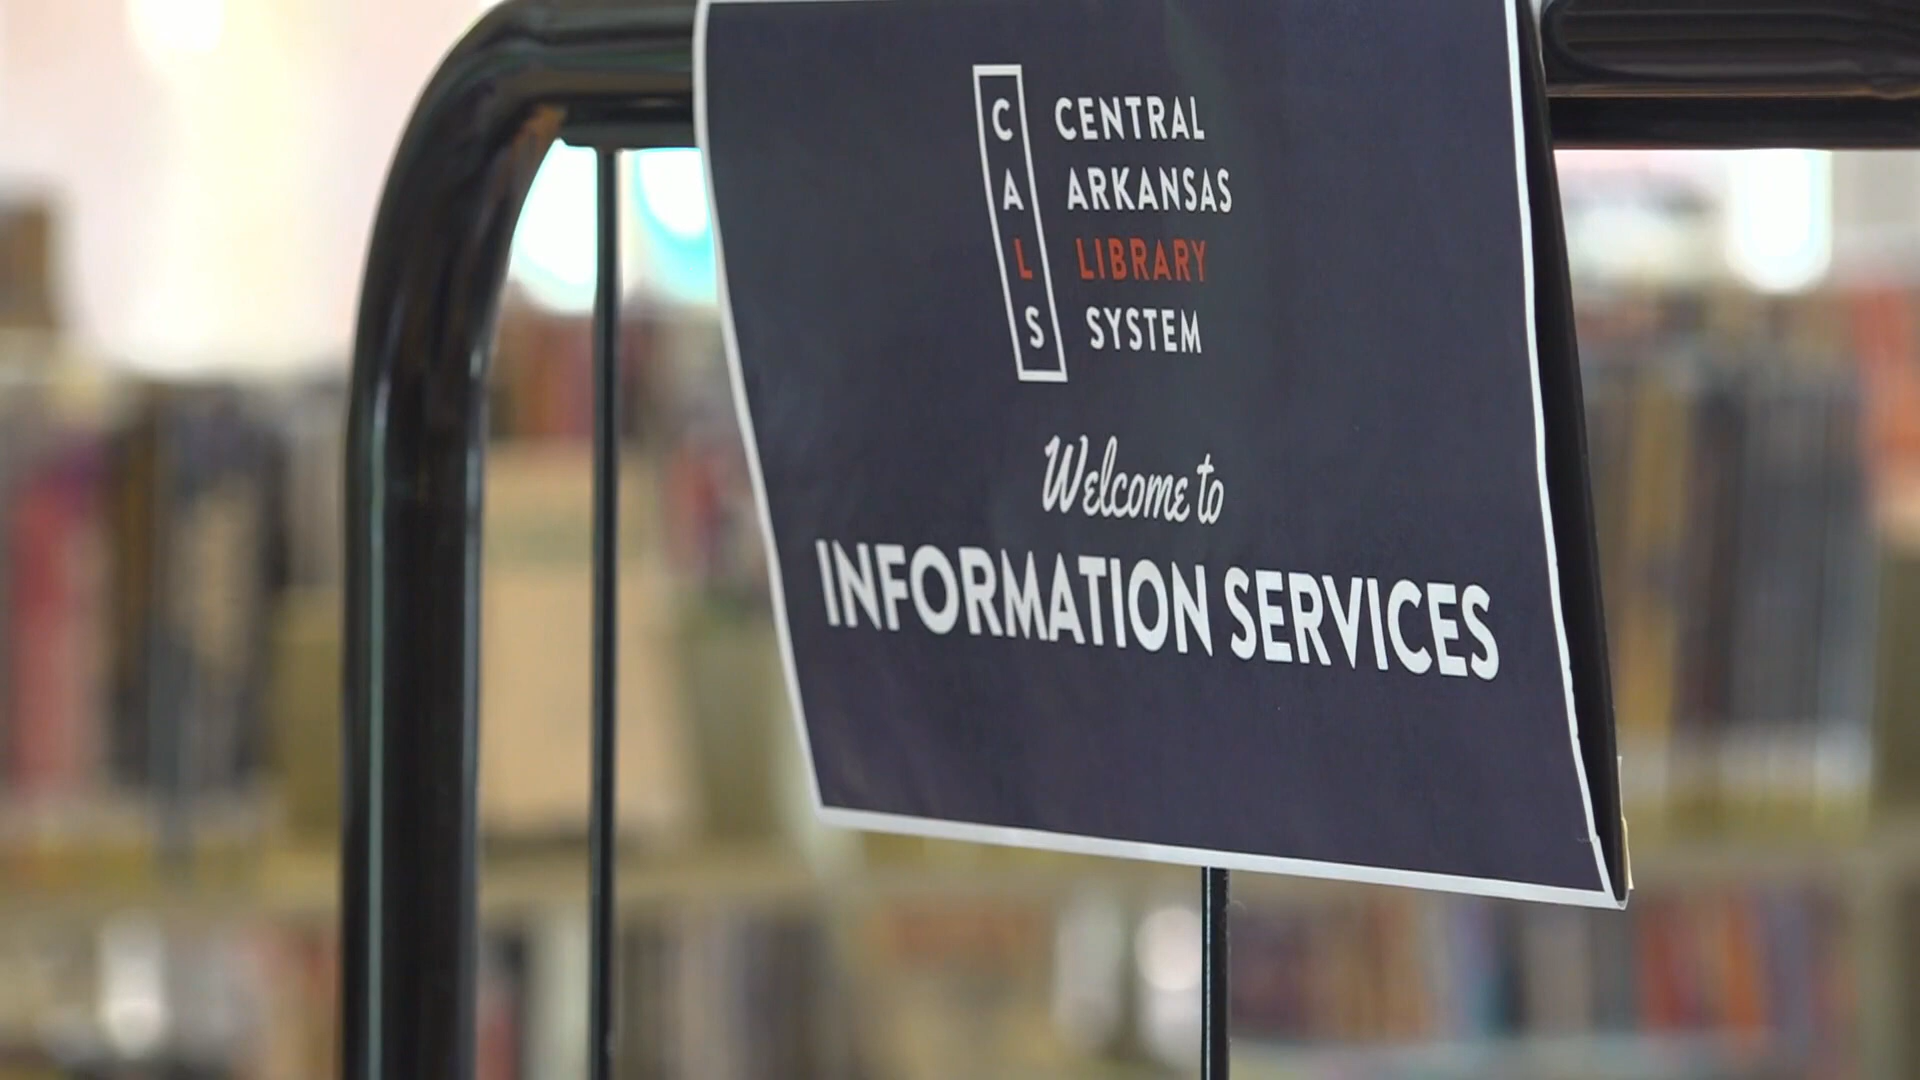 C CENTRAL
A ARKANSAS
L LIBRARY
S SYSTEM
Welcome to
INFORMATION SERVICES